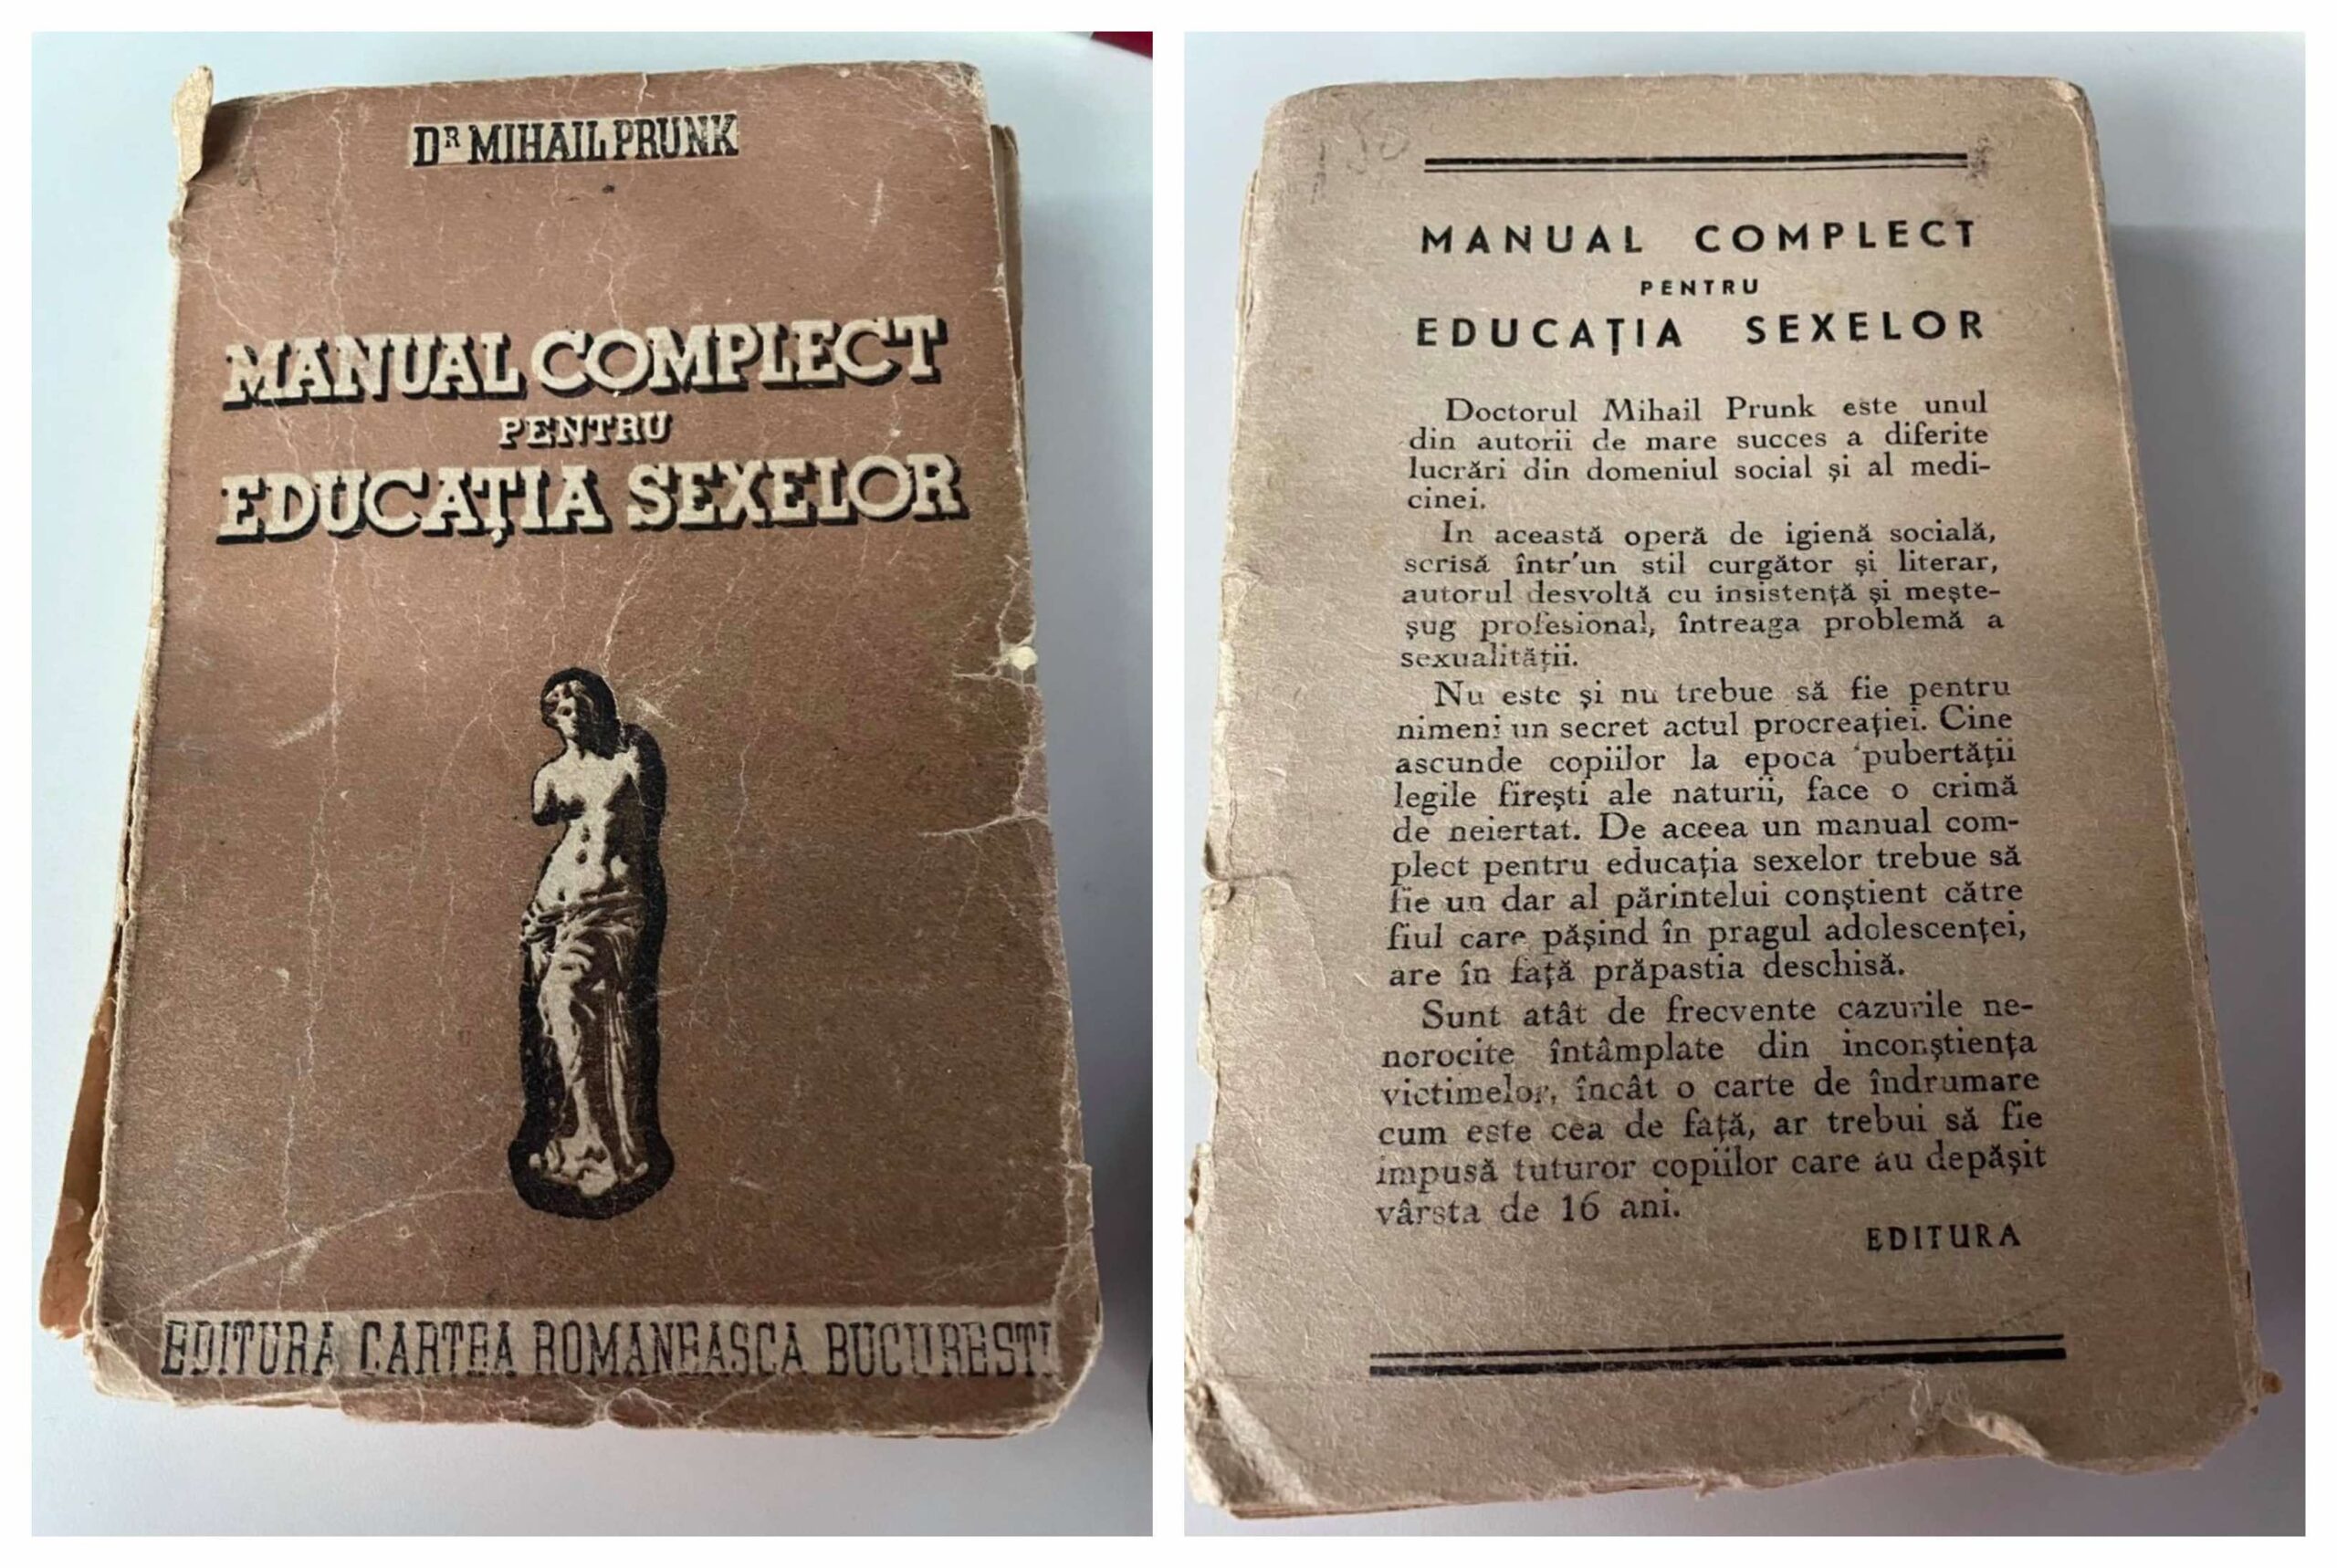 DR MIHAIL PRUNK
MANUAL COMPLECT
PENTRU
EDUCAȚIA SEXELOR
EDITURA CARTEA ROMANEASCA BUCURESTI
MANUAL COMPLECT
PENTRU
EDUCAȚIA SEXELOR
Doctorul Mihail Prunk este unul
din autorii de mare succes a diferite
lucrări din domeniul social și al medi-
cinei.
In această operă de igienă socială,
scrisă într'un stil curgător și literar,
autorul desvoltă cu insistență și mește-
șug profesional, întreaga problemă a
sexualității.
Nu este și nu trebue să fie pentru
nimeni un secret actul procreației. Cine
ascunde copiilor la epoca pubertății
legile firești ale naturii, face o crimă
de neiertat. De aceea un manual com-
plect pentru educația sexelor trebue să
fie un dar al părintelui conștient către
fiul care pășind în pragul adolescenței,
are în față prăpastia deschisă.
Sunt atât de frecvente cazurile ne-
norocite întâmplate din inconștiența
victimelor, încât o carte de îndrumare
cum este cea de față, ar trebui să fie
impusă tuturor copiilor care au depășit
vârsta de 16 ani.
EDITURA